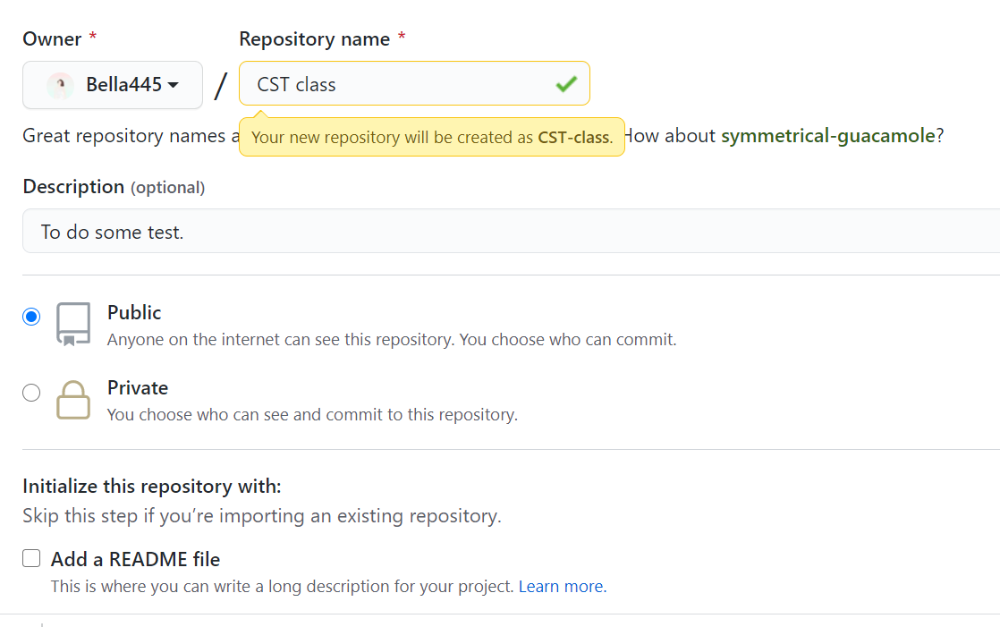 Owner * Repository name *
Bella445 / CST class
Great repository names a Your new repository will be created as CST-class. How about symmetrical-guacamole?
Description (optional)
To do some test.
Public
Anyone on the internet can see this repository. You choose who can commit.
Private
You choose who can see and commit to this repository.
Initialize this repository with:
Skip this step if you’re importing an existing repository.
Add a README file
This is where you can write a long description for your project. Learn more.